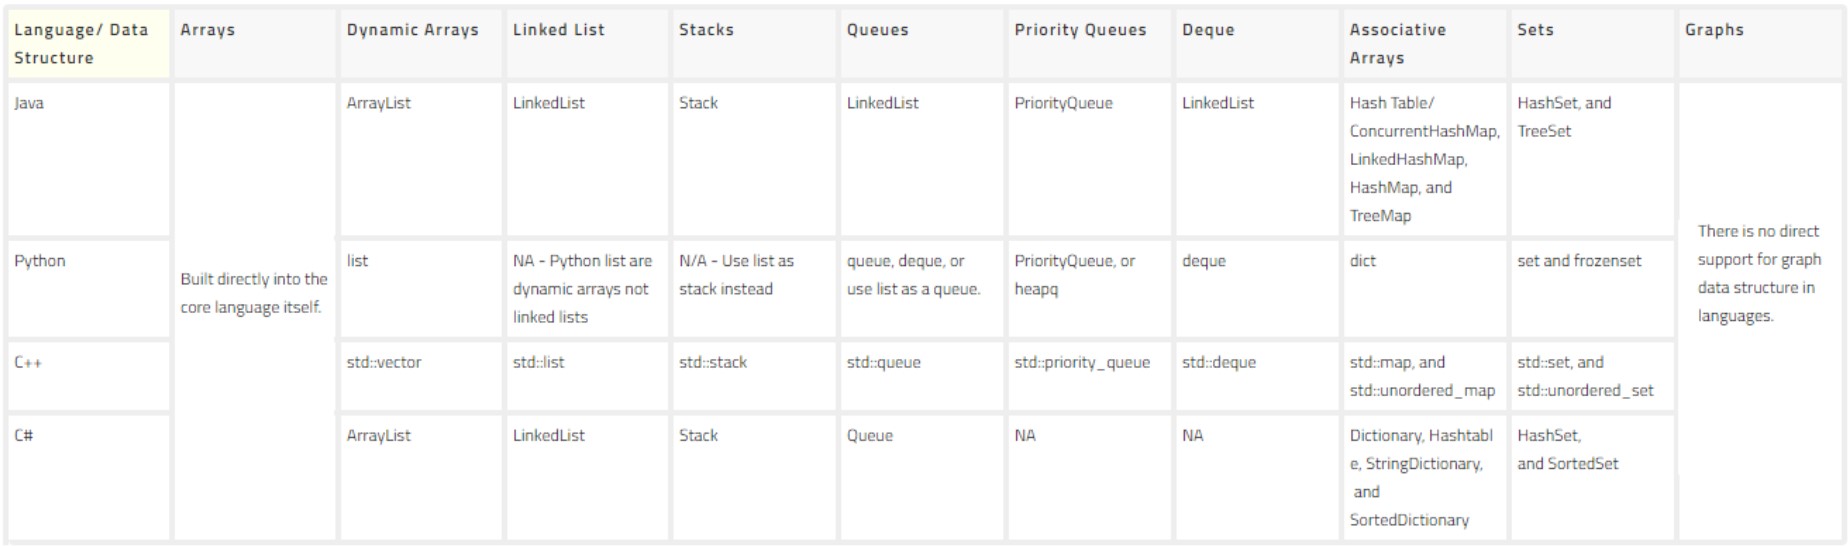 Language/ Data
Structure
Arrays
Dynamic Arrays
Linked List
Stacks
Queues
Priority Queues
Deque
Associative
Arrays
Sets
Graphs
Java
Built directly into the
core language itself.
ArrayList
LinkedList
Stack
LinkedList
PriorityQueue
LinkedList
Hash Table/
ConcurrentHashMap,
LinkedHashMap,
HashMap, and
TreeMap
HashSet, and
TreeSet
There is no direct
support for graph
data structure in
languages.
Python
list
NA - Python list are
dynamic arrays not
linked lists
N/A - Use list as
stack instead
queue, deque, or
use list as a queue.
PriorityQueue, or
heapq
deque
dict
set and frozenset
C++
std::vector
std::list
std::stack
std::queue
std::priority_queue
std::deque
std::map, and
std::unordered_map
std::set, and
std::unordered_set
C#
ArrayList
LinkedList
Stack
Queue
NA
NA
Dictionary, Hashtabl
e, StringDictionary,
and
SortedDictionary
HashSet,
and SortedSet